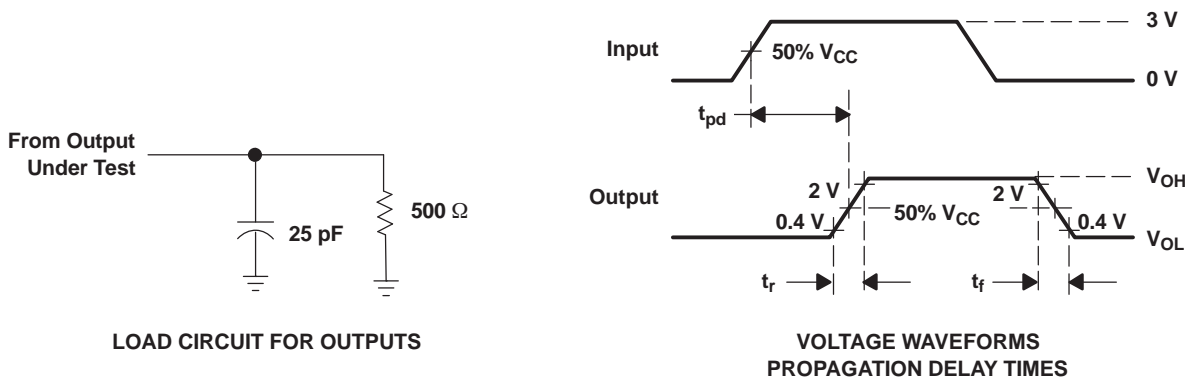 From Output
Under Test
25 pF
500 Ω
LOAD CIRCUIT FOR OUTPUTS
Input
50% VCC
3 V
0 V
tpd
Output
2 V
0.4 V
50% VCC
2 V
0.4 V
VOH
VOL
tr
tf
VOLTAGE WAVEFORMS
PROPAGATION DELAY TIMES